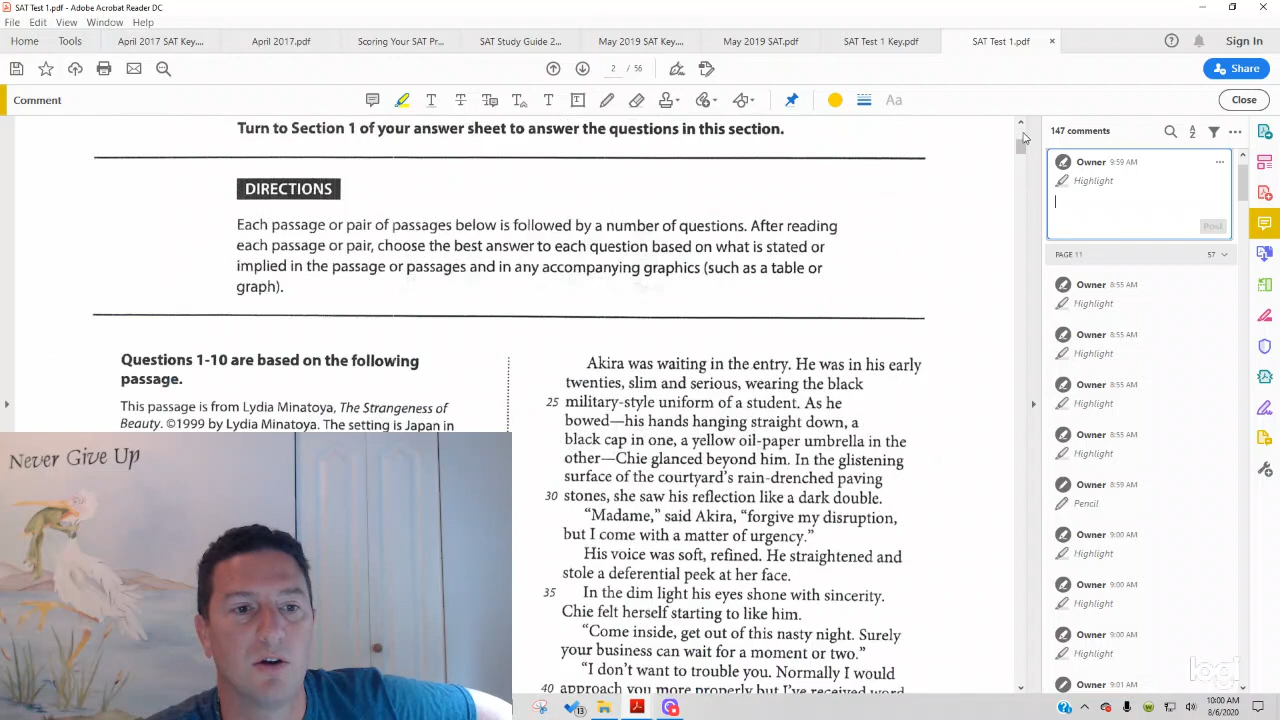 SAT Test 1.pdf - Adobe Acrobat Reader DC
File Edit View Window Help
Home Tools April 2017 SAT Key... April 2017.pdf Scoring Your SAT Pr... SAT Study Guide 2... May 2019 SAT Key... May 2019 SAT.pdf SAT Test 1 Key.pdf SAT Test 1.pdf × Sign In
2 / 56 Share
Comment Aa Close
Turn to Section 1 of your answer sheet to answer the questions in this section.
DIRECTIONS
Each passage or pair of passages below is followed by a number of questions. After reading
each passage or pair, choose the best answer to each question based on what is stated or
implied in the passage or passages and in any accompanying graphics (such as a table or
graph).
Questions 1-10 are based on the following
passage.
This passage is from Lydia Minatoya, The Strangeness of
Beauty. ©1999 by Lydia Minatoya. The setting is Japan in
Never Give Up
Akira was waiting in the entry. He was in his early
twenties, slim and serious, wearing the black
25 military-style uniform of a student. As he
bowed—his hands hanging straight down, a
black cap in one, a yellow oil-paper umbrella in the
other—Chie glanced beyond him. In the glistening
surface of the courtyard's rain-drenched paving
30 stones, she saw his reflection like a dark double.
"Madame," said Akira, "forgive my disruption,
but I come with a matter of urgency."
His voice was soft, refined. He straightened and
stole a deferential peek at her face.
35 In the dim light his eyes shone with sincerity.
Chie felt herself starting to like him.
"Come inside, get out of this nasty night. Surely
your business can wait for a moment or two."
"I don't want to trouble you. Normally I would
40 approach you more properly but I've received word
147 comments
Owner 9:59 AM
Highlight
Post
PAGE 11 57
Owner 8:55 AM
Highlight
Owner 8:55 AM
Highlight
Owner 8:55 AM
Highlight
Owner 8:55 AM
Highlight
Owner 8:59 AM
Pencil
Owner 9:00 AM
Highlight
Owner 9:00 AM
Highlight
Owner 9:00 AM
Highlight
Owner 9:01 AM
logi
13
10:00 AM
8/6/2020